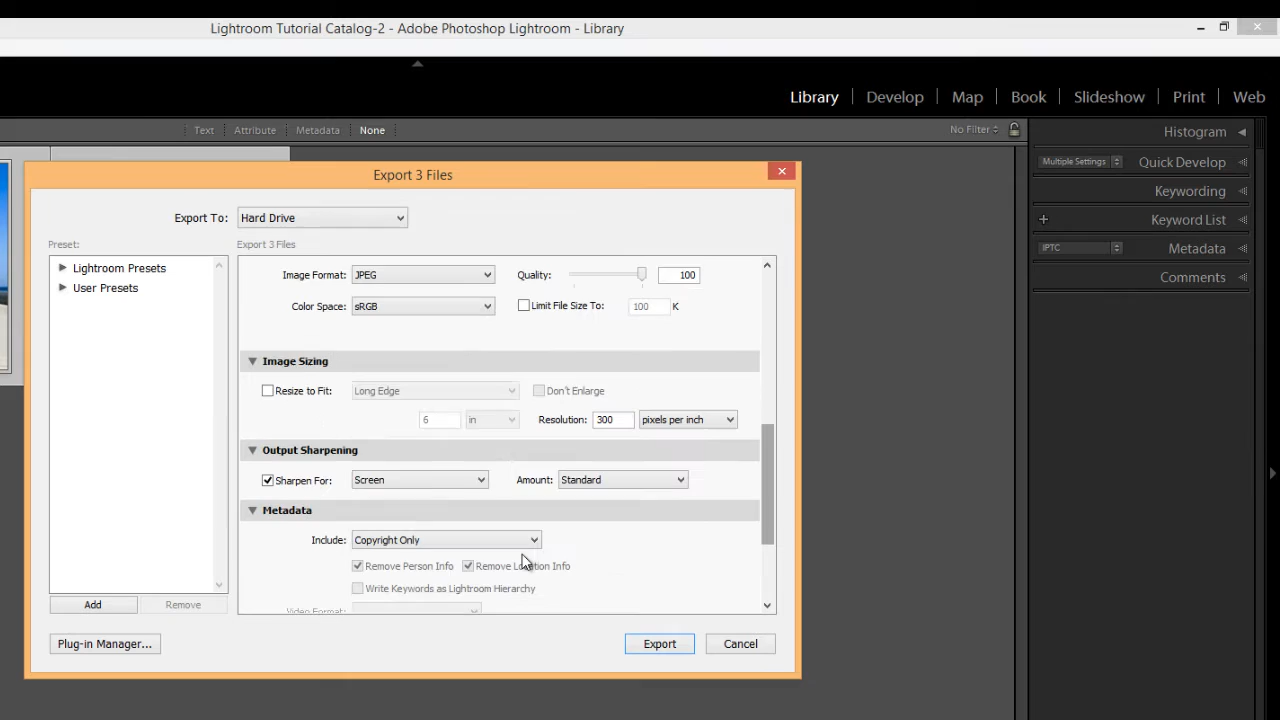 Lightroom Tutorial Catalog-2 - Adobe Photoshop Lightroom - Library
Library Develop Map Book Slideshow Print Web
Text Attribute Metadata None No Filter
Histogram
Multiple Settings Quick Develop
Keywording
Keyword List
IPTC Metadata
Comments
Export 3 Files
Export To: Hard Drive
Preset:
Lightroom Presets
User Presets
Add Remove
Export 3 Files
Image Format: JPEG Quality: 100
Color Space: sRGB Limit File Size To: 100 K
Image Sizing
Resize to Fit: Long Edge Don't Enlarge
6 in Resolution: 300 pixels per inch
Output Sharpening
Sharpen For: Screen Amount: Standard
Metadata
Include: Copyright Only
Remove Person Info Remove Location Info
Write Keywords as Lightroom Hierarchy
Video Format:
Plug-in Manager... Export Cancel